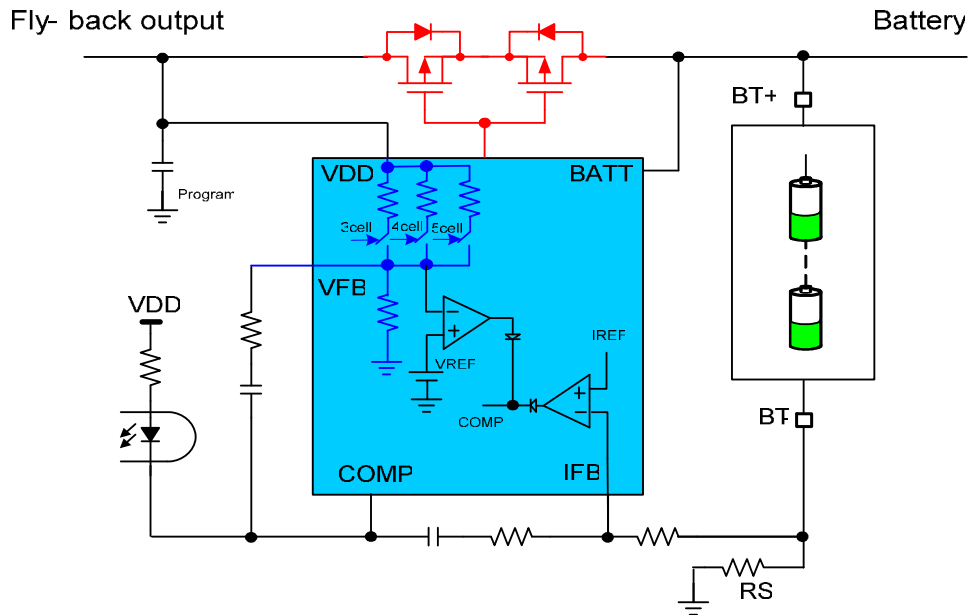 Fly- back output
Battery
BT+
VDD
BATT
Program
3cell
4cell
5cell
VFB
VDD
VREF
IREF
COMP
BT-
COMP
IFB
RS